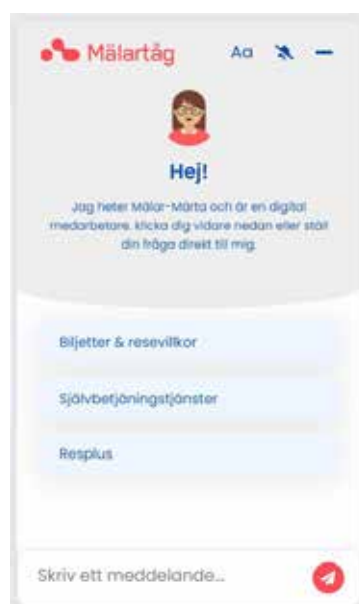 Mälartåg Aa
Hej!
Jag heter Mälar-Märta och är en digital
medarbetare. Klicka dig vidare nedan eller ställ
din fråga direkt till mig.
Biljetter & resevillkor
Självbetjäningstjänster
Resplus
Skriv ett meddelande...